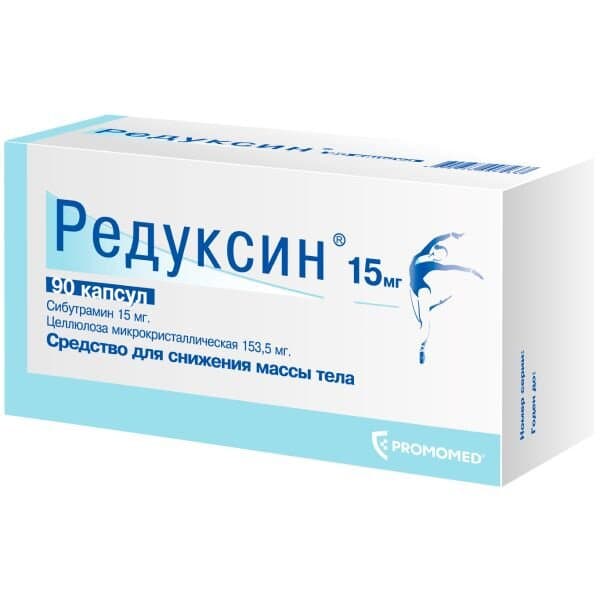 Редуксин®
Редуксин® 15мг
90 капсул
Сибутрамин 15 мг.
Целлюлоза микрокристаллическая 153,5 мг.
Средство для снижения массы тела
PROMOMED®
Номер серии:
Годен до: